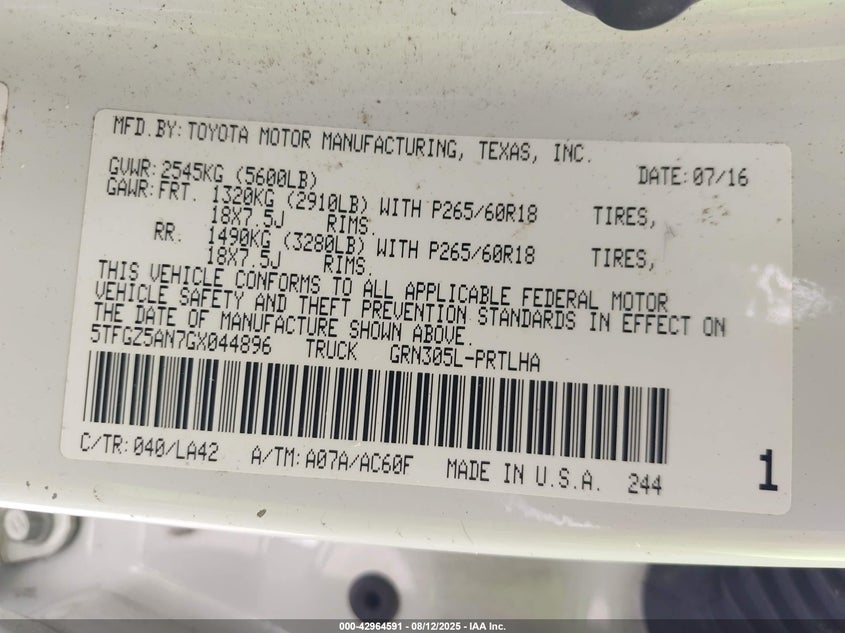 MFD.BY: TOYOTA MOTOR MANUFACTURING, TEXAS, INC.
GVWR: 2545KG (5600LB) DATE: 07/16
GAWR: FRT. 1320KG (2910LB) WITH P265/60R18 TIRES,
18X7.5J RIMS.
RR. 1490KG (3280LB) WITH P265/60R18 TIRES,
18X7.5J RIMS.
THIS VEHICLE CONFORMS TO ALL APPLICABLE FEDERAL MOTOR
VEHICLE SAFETY AND THEFT PREVENTION STANDARDS IN EFFECT ON
THE DATE OF MANUFACTURE SHOWN ABOVE.
5TFGZ5AN7GX044896 TRUCK GRN305L-PRTLHA
C/TR: 040/LA42 A/TM: A07A/AC60F MADE IN U.S.A. 244 1
000-42964591 - 08/12/2025 - IAA Inc.